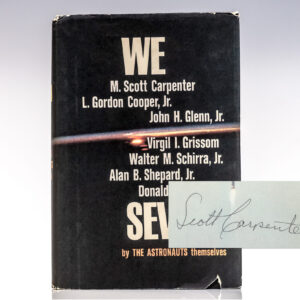 WE
M. Scott Carpenter
L. Gordon Cooper, Jr.
John H. Glenn, Jr.
Virgil I. Grissom
Walter M. Schirra, Jr.
Alan B. Shepard, Jr.
Donald
SEV
by THE ASTRONAUTS themselves
Scott Carpenter